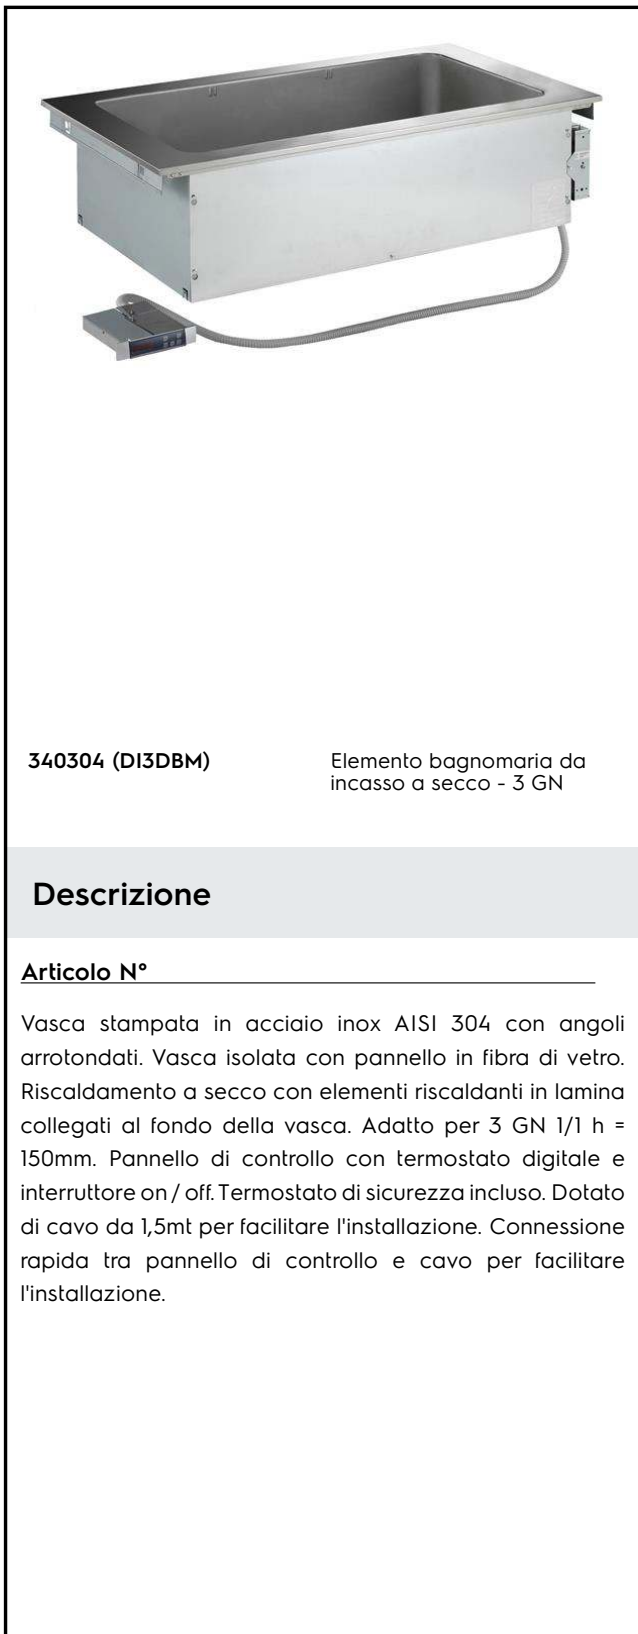 340304 (DI3DBM)
Elemento bagnomaria da
incasso a secco - 3 GN
Descrizione
Articolo N°
Vasca stampata in acciaio inox AISI 304 con angoli
arrotondati. Vasca isolata con pannello in fibra di vetro.
Riscaldamento a secco con elementi riscaldanti in lamina
collegati al fondo della vasca. Adatto per 3 GN 1/1 h =
150mm. Pannello di controllo con termostato digitale e
interruttore on / off. Termostato di sicurezza incluso. Dotato
di cavo da 1,5mt per facilitare l'installazione. Connessione
rapida tra pannello di controllo e cavo per facilitare
l'installazione.